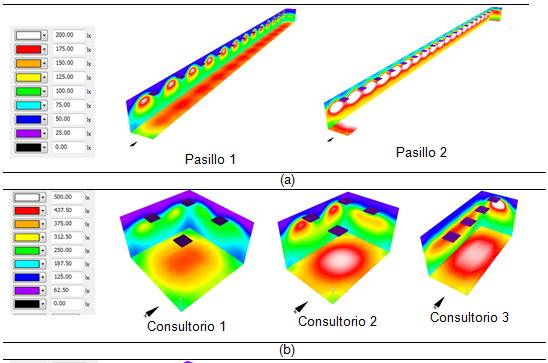 200.00 lx
175.00 lx
150.00 lx
125.00 lx
100.00 lx
75.00 lx
50.00 lx
25.00 lx
0.00 lx
Pasillo 1
Pasillo 2
(a)
500.00 lx
437.50 lx
375.00 lx
312.50 lx
250.00 lx
187.50 lx
125.00 lx
62.50 lx
0.00 lx
Consultorio 1
Consultorio 2
Consultorio 3
(b)